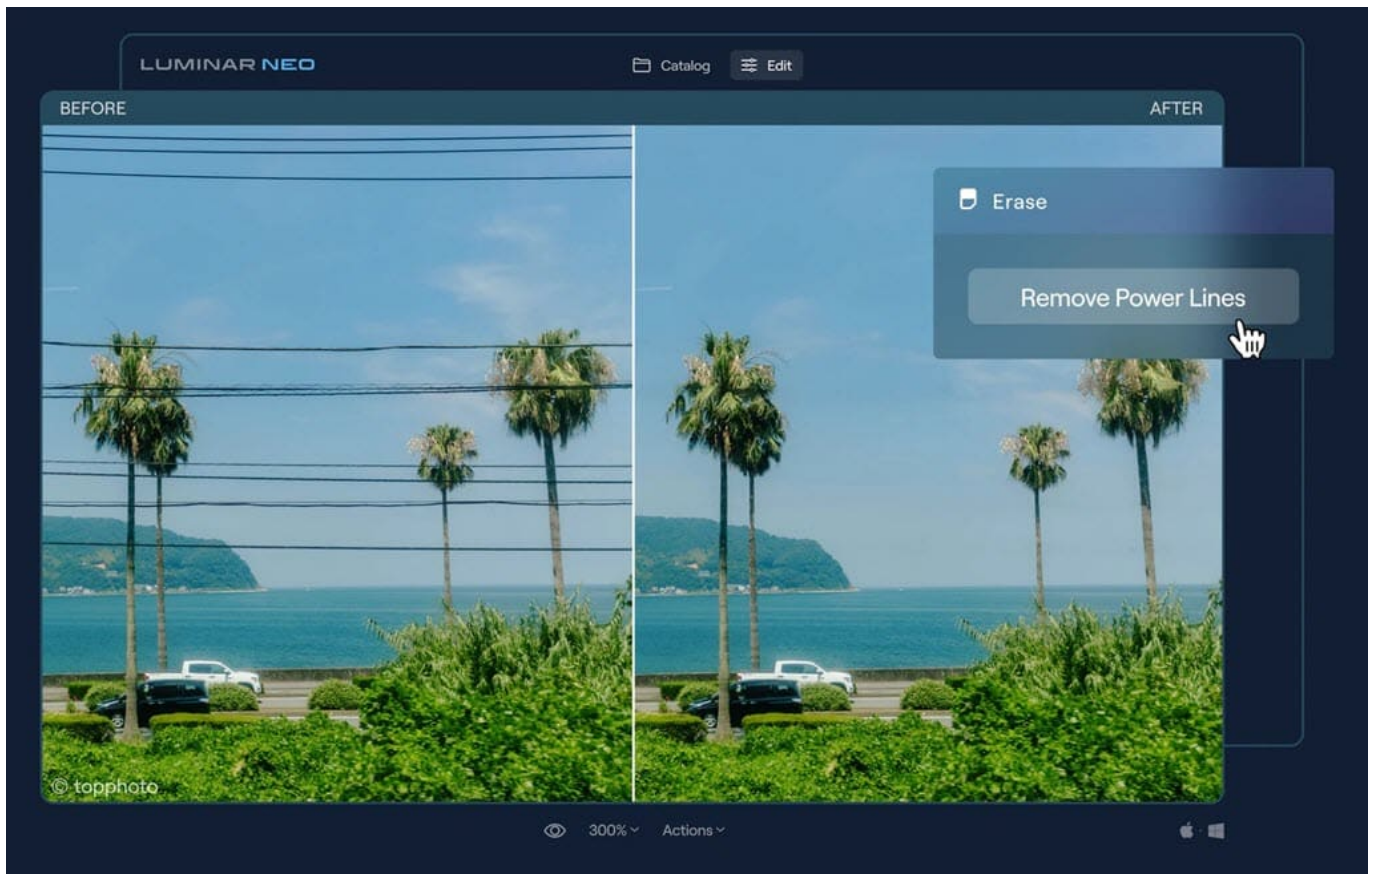 LUMINAR NEO
Catalog
Edit
BEFORE
AFTER
Erase
Remove Power Lines
© topphoto
300%
Actions